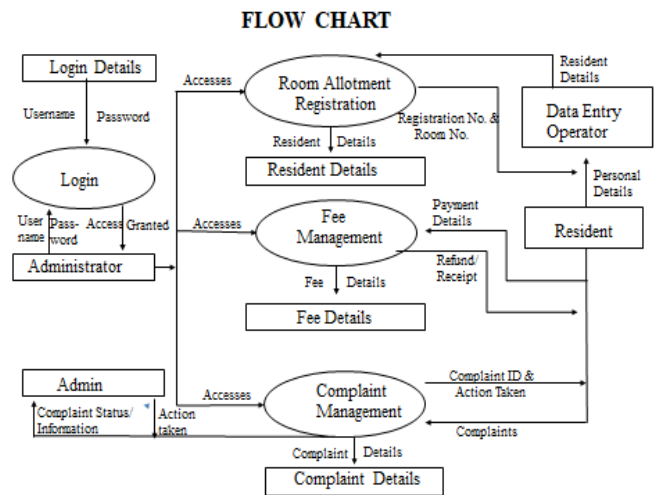 FLOW CHART
Login Details
Username
Password
Login
User
name
Pass-
word
Access
Granted
Administrator
Accesses
Room Allotment
Registration
Resident Details
Resident Details
Registration No. &
Room No.
Resident
Details
Data Entry
Operator
Personal
Details
Resident
Accesses
Fee
Management
Payment
Details
Refund/
Receipt
Fee Details
Fee Details
Admin
Complaint Status/
Information
Action
taken
Accesses
Complaint
Management
Complaint ID &
Action Taken
Complaints
Complaint Details
Complaint Details